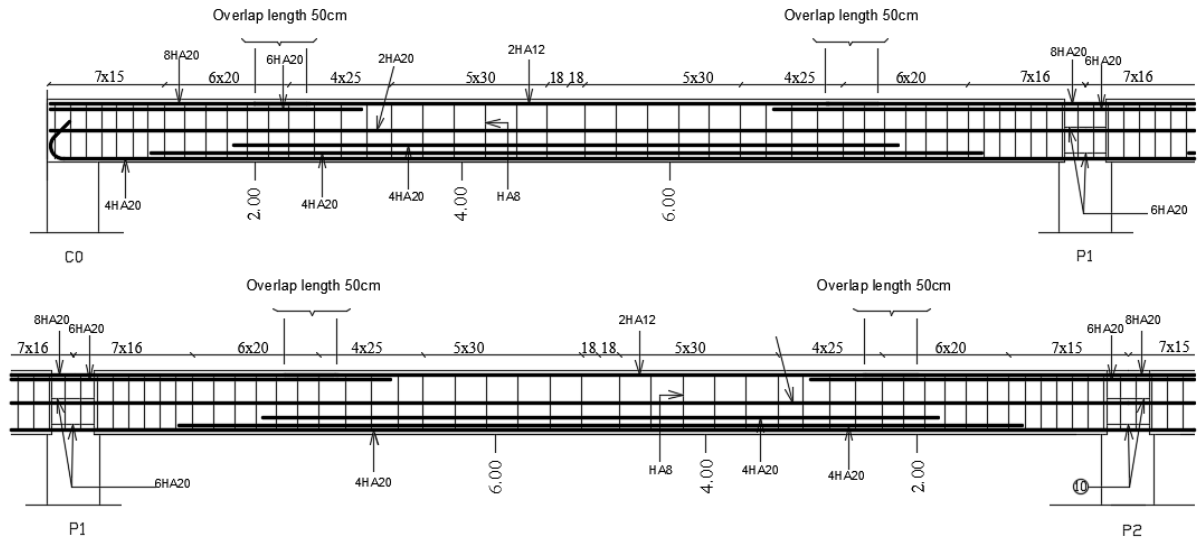 Overlap length 50cm Overlap length 50cm
8HA20 6HA20 2HA20 2HA12 8HA20 6HA20
7x15 6x20 4x25 5x30 18 18 5x30 4x25 6x20 7x16 7x16
4HA20 2.00 4HA20 4HA20 4.00 HA8 6.00 6HA20
C0 P1
Overlap length 50cm Overlap length 50cm
8HA20 6HA20 2HA12 6HA20 8HA20
7x16 7x16 6x20 4x25 5x30 18 18 5x30 4x25 6x20 7x15 7x15
6HA20 4HA20 6.00 HA8 4.00 4HA20 4HA20 2.00 10
P1 P2